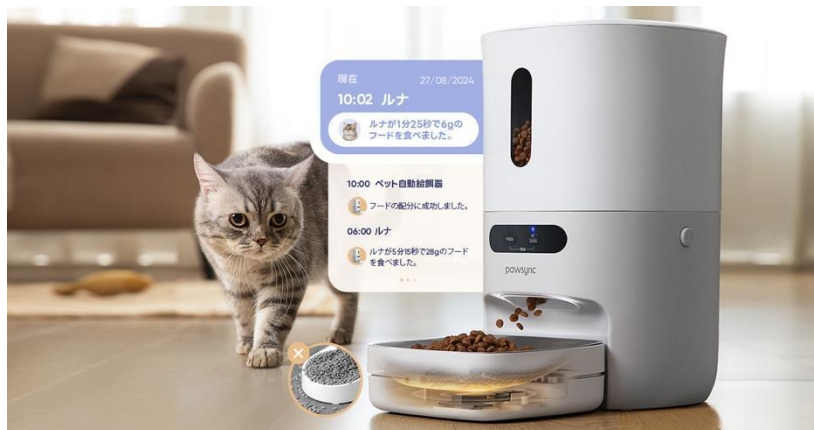 現在 27/08/2024
10:02 ルナ
ルナが1分25秒で6gの
フードを食べました。
10:00 ペット自動給餌器
フードの配分に成功しました。
06:00 ルナ
ルナが5分15秒で28gのフード
を食べました。
pawsync